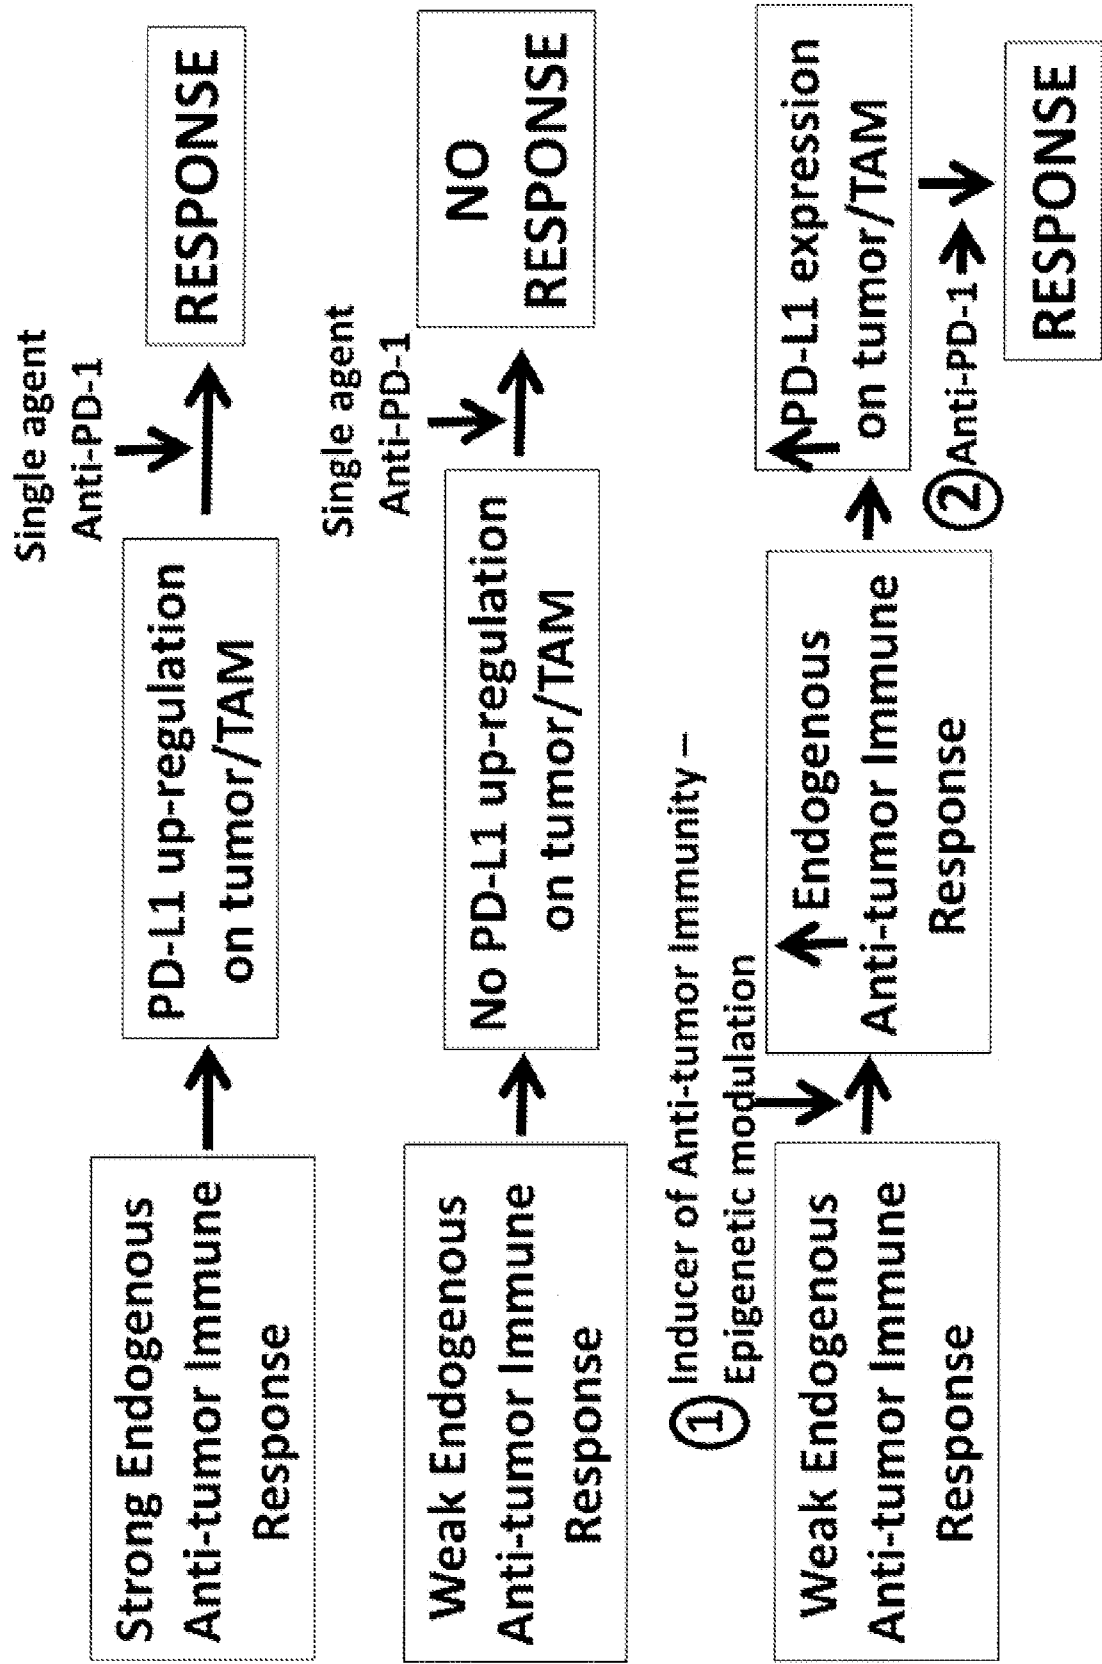 Strong Endogenous
Anti-tumor Immune
Response
PD-L1 up-regulation
on tumor/TAM
Single agent
Anti-PD-1
RESPONSE
Weak Endogenous
Anti-tumor Immune
Response
No PD-L1 up-regulation
on tumor/TAM
Single agent
Anti-PD-1
NO
RESPONSE
1 Inducer of Anti-tumor Immunity –
Epigenetic modulation
Weak Endogenous
Anti-tumor Immune
Response
Endogenous
Anti-tumor Immune
Response
PD-L1 expression
on tumor/TAM
2 Anti-PD-1
RESPONSE